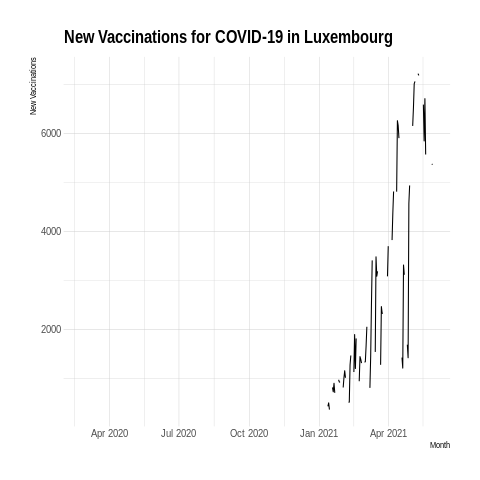 New Vaccinations for COVID-19 in Luxembourg
New Vaccinations
6000
4000
2000
Apr 2020 Jul 2020 Oct 2020 Jan 2021 Apr 2021
Month